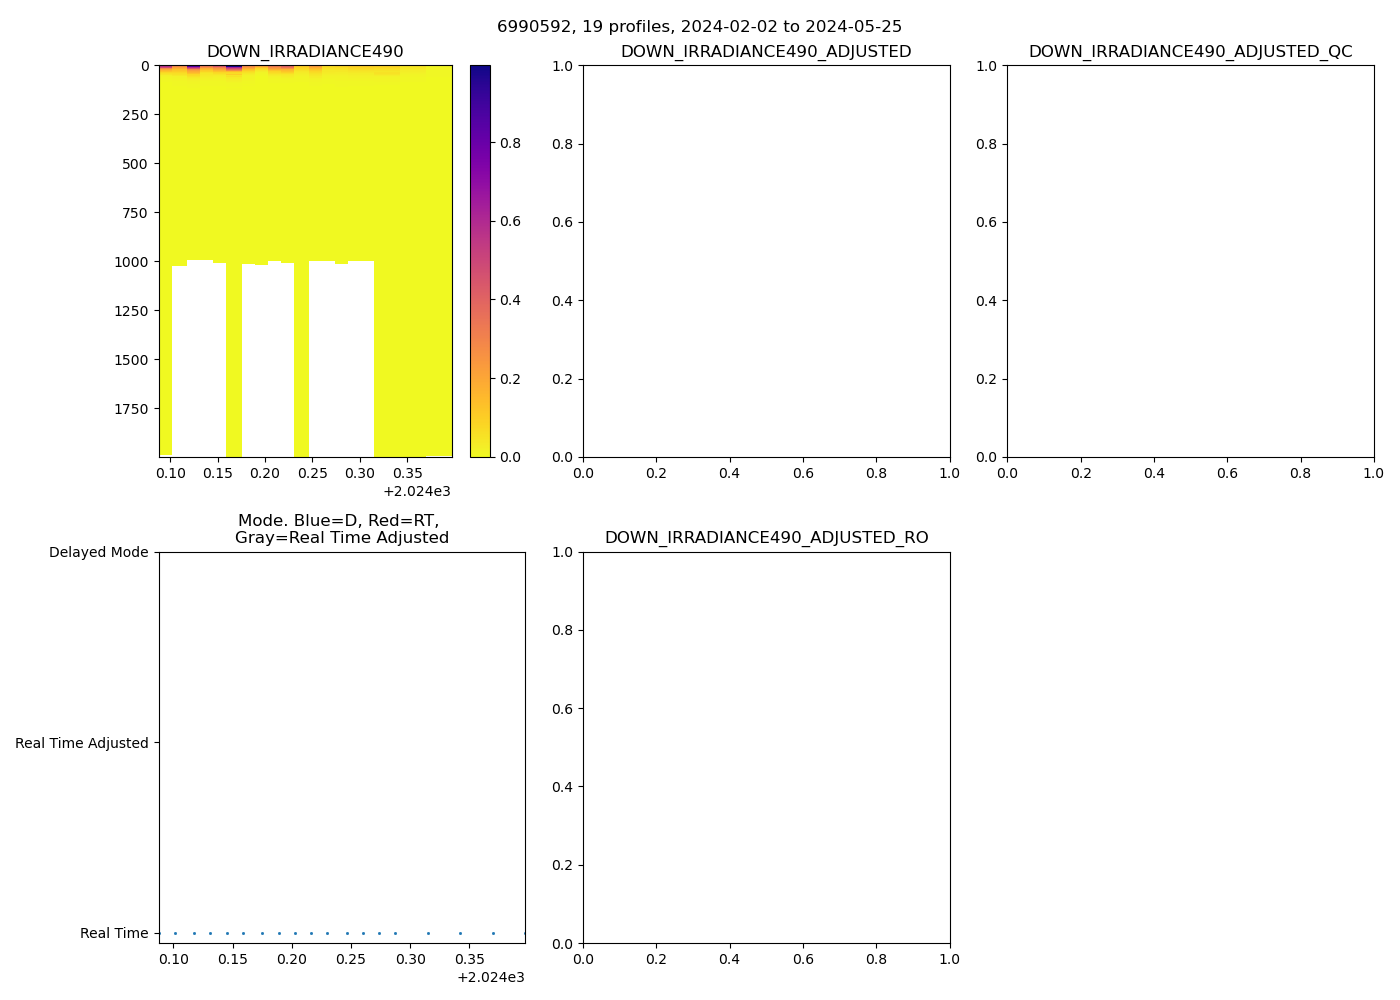 6990592, 19 profiles, 2024-02-02 to 2024-05-25
DOWN_IRRADIANCE490
0
250
500
750
1000
1250
1500
1750
0.10 0.15 0.20 0.25 0.30 0.35
+2.024e3
0.8
0.6
0.4
0.2
0.0
DOWN_IRRADIANCE490_ADJUSTED
1.0
0.8
0.6
0.4
0.2
0.0
0.0 0.2 0.4 0.6 0.8 1.0
DOWN_IRRADIANCE490_ADJUSTED_QC
1.0
0.8
0.6
0.4
0.2
0.0
0.0 0.2 0.4 0.6 0.8 1.0
Mode. Blue=D, Red=RT,
Gray=Real Time Adjusted
Delayed Mode
Real Time Adjusted
Real Time
0.10 0.15 0.20 0.25 0.30 0.35
+2.024e3
DOWN_IRRADIANCE490_ADJUSTED_RO
1.0
0.8
0.6
0.4
0.2
0.0
0.0 0.2 0.4 0.6 0.8 1.0